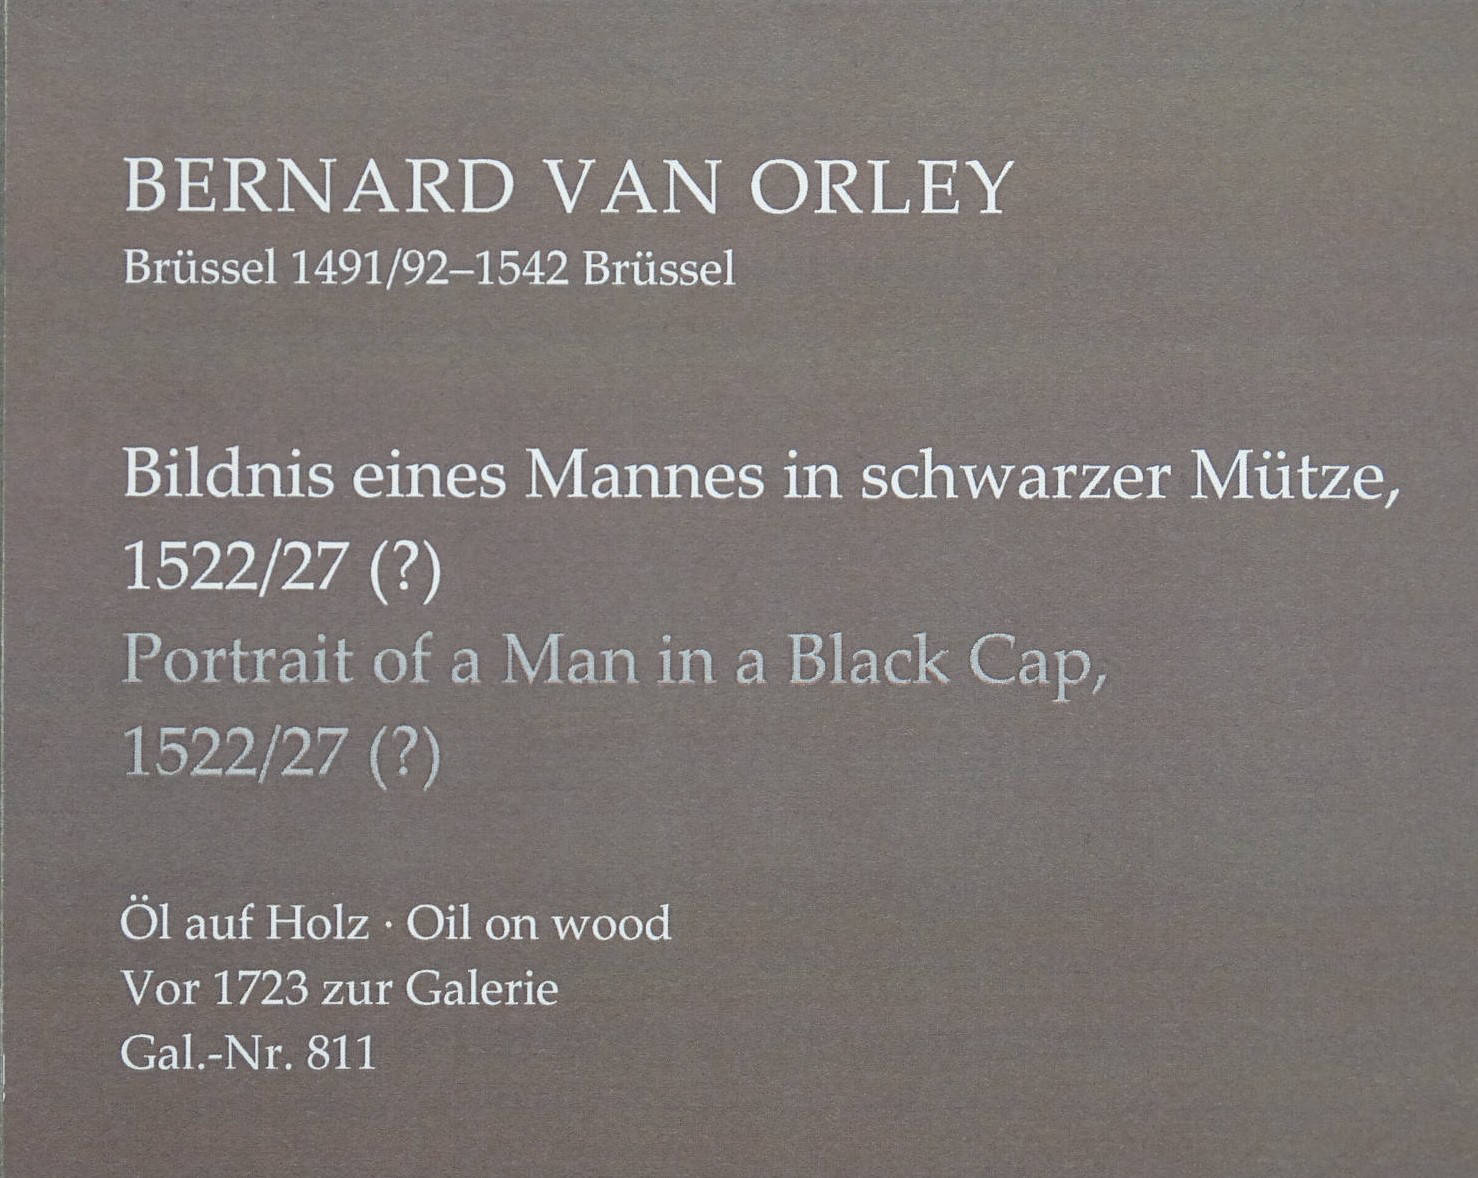 BERNARD VAN ORLEY
Brüssel 1491/92–1542 Brüssel
Bildnis eines Mannes in schwarzer Mütze,
1522/27 (?)
Portrait of a Man in a Black Cap,
1522/27 (?)
Öl auf Holz · Oil on wood
Vor 1723 zur Galerie
Gal.-Nr. 811